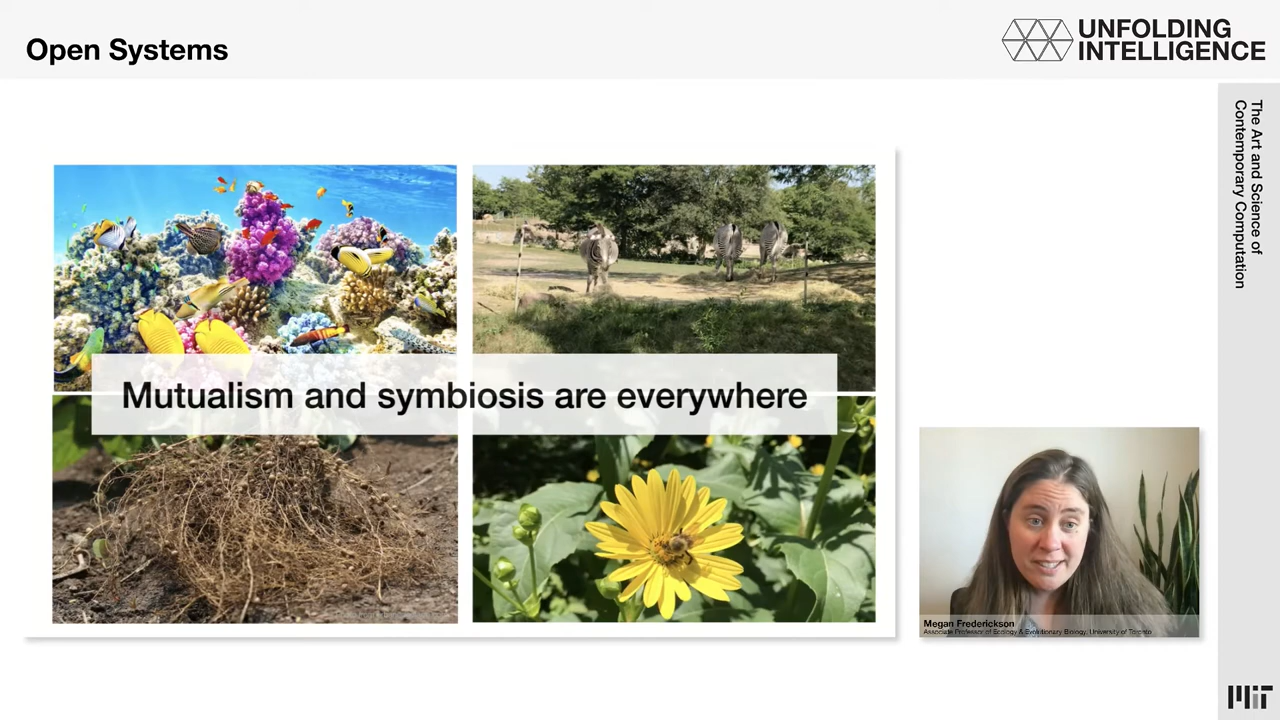 Open Systems
UNFOLDING
INTELLIGENCE
The Art and Science of
Contemporary Computation
Mutualism and symbiosis are everywhere
Megan Frederickson
Associate Professor of Ecology & Evolutionary Biology, University of Toronto
MIT